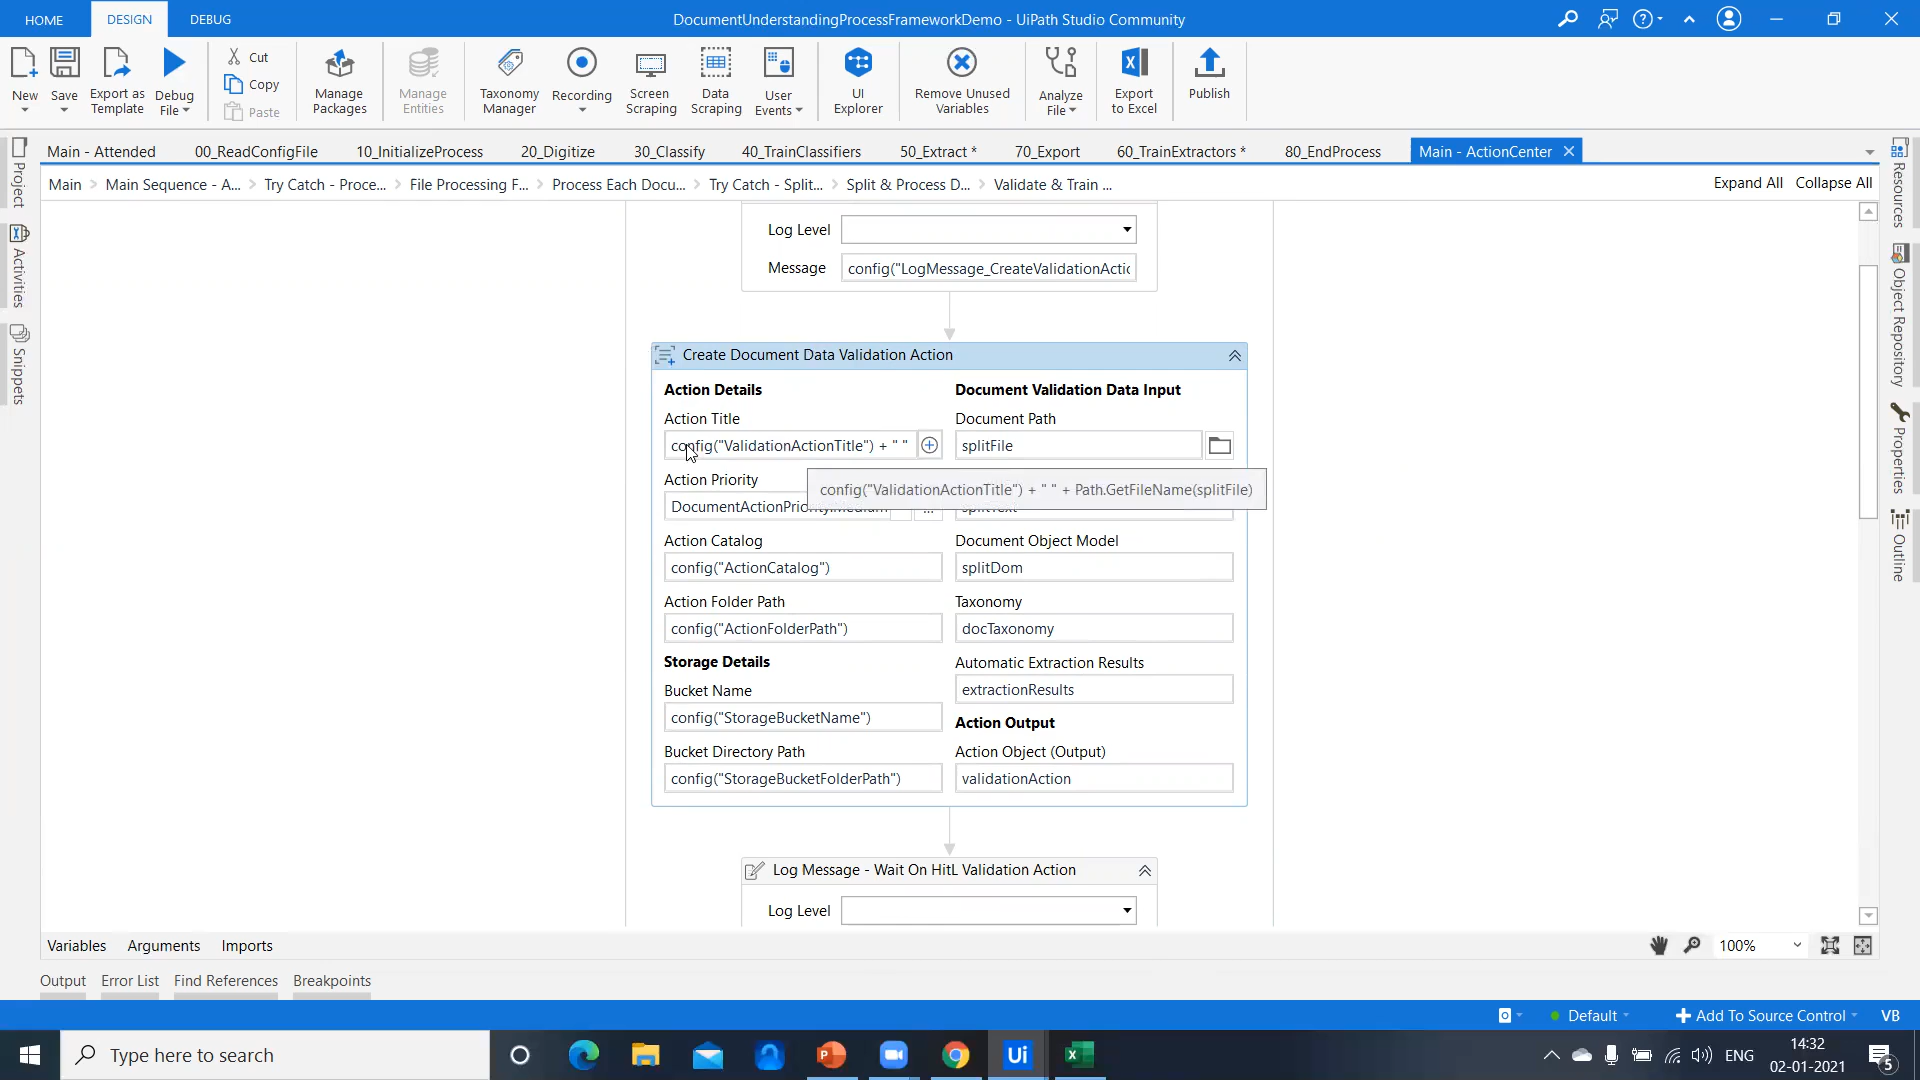 HOME DESIGN DEBUG DocumentUnderstandingProcessFrameworkDemo - UiPath Studio Community
New Save Export as Template Debug File Cut Copy Paste Manage Packages Manage Entities Taxonomy Manager Recording Screen Scraping Data Scraping User Events UI Explorer Remove Unused Variables Analyze File Export to Excel Publish
Main - Attended 00_ReadConfigFile 10_InitializeProcess 20_Digitize 30_Classify 40_TrainClassifiers 50_Extract * 70_Export 60_TrainExtractors * 80_EndProcess Main - ActionCenter
Main > Main Sequence - A... > Try Catch - Proce... > File Processing F... > Process Each Docu... > Try Catch - Split... > Split & Process D... > Validate & Train ... Expand All Collapse All
Project
Activities
Snippets
Log Level
Message config("LogMessage_CreateValidationActic
Create Document Data Validation Action
Action Details Document Validation Data Input
Action Title Document Path
config("ValidationActionTitle") + " " splitFile
Action Priority
config("ValidationActionTitle") + " " + Path.GetFileName(splitFile)
Action Catalog Document Object Model
config("ActionCatalog") splitDom
Action Folder Path Taxonomy
config("ActionFolderPath") docTaxonomy
Storage Details Automatic Extraction Results
Bucket Name extractionResults
config("StorageBucketName") Action Output
Bucket Directory Path Action Object (Output)
config("StorageBucketFolderPath") validationAction
Log Message - Wait On HitL Validation Action
Log Level
Resources
Object Repository
Properties
Outline
Variables Arguments Imports 100%
Output Error List Find References Breakpoints
Default Add To Source Control VB
Type here to search Ui ENG 14:32
02-01-2021 5